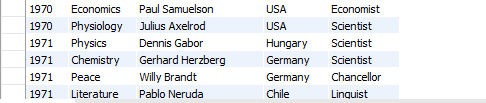 1970 Economics Paul Samuelson USA Economist
1970 Physiology Julius Axelrod USA Scientist
1971 Physics Dennis Gabor Hungary Scientist
1971 Chemistry Gerhard Herzberg Germany Scientist
1971 Peace Willy Brandt Germany Chancellor
1971 Literature Pablo Neruda Chile Linquist